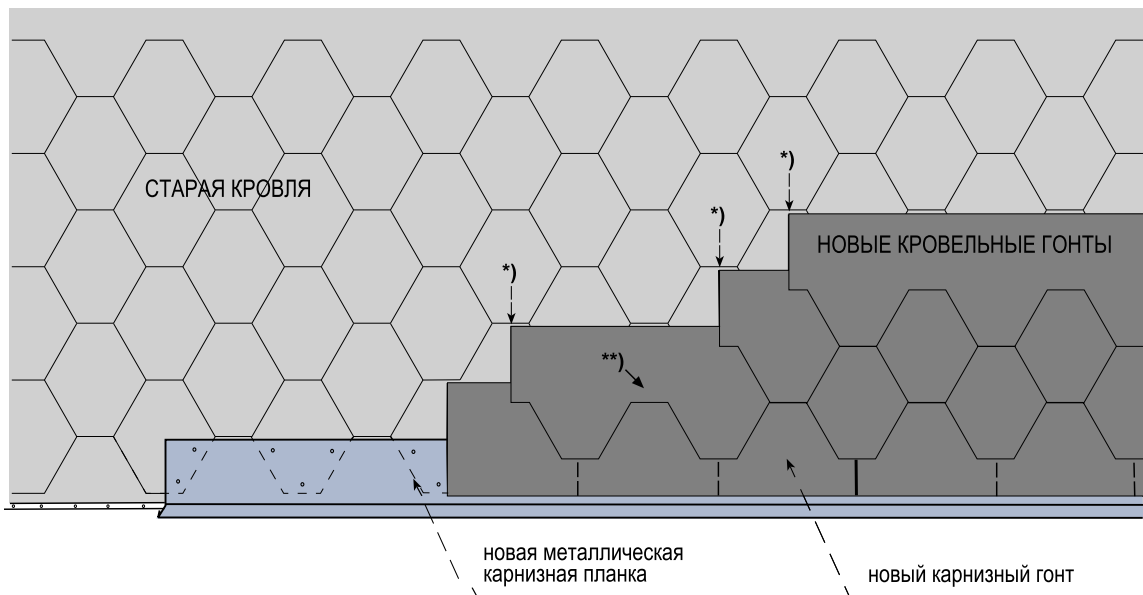 *)
СТАРАЯ КРОВЛЯ
*)
НОВЫЕ КРОВЕЛЬНЫЕ ГОНТЫ
*)
**)
новая металлическая
карнизная планка
новый карнизный гонт